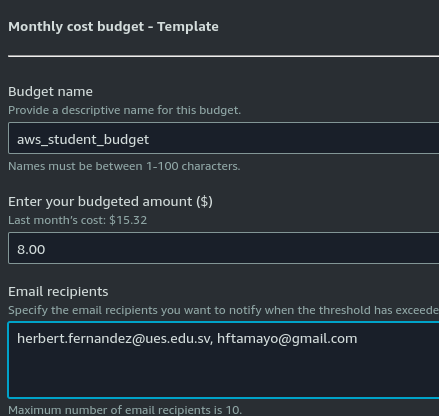 Monthly cost budget - Template
Budget name
Provide a descriptive name for this budget.
aws_student_budget
Names must be between 1-100 characters.
Enter your budgeted amount ($)
Last month's cost: $15.32
8.00
Email recipients
Specify the email recipients you want to notify when the threshold has exceede
herbert.fernandez@ues.edu.sv, hftamayo@gmail.com
Maximum number of email recipients is 10.